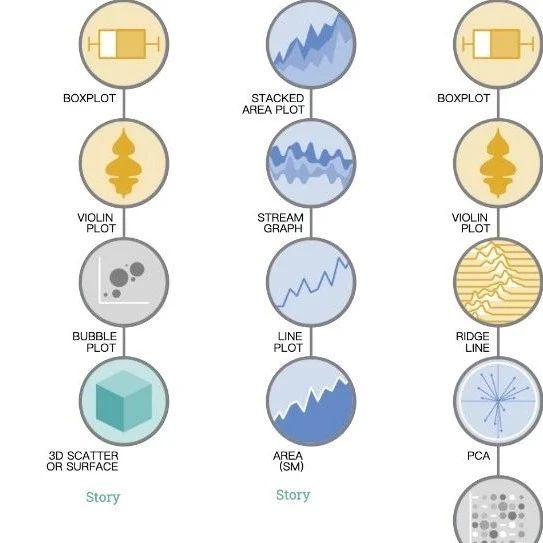 BOXPLOT
VIOLIN
PLOT
BUBBLE
PLOT
3D SCATTER
OR SURFACE
Story
STACKED
AREA PLOT
STREAM
GRAPH
LINE
PLOT
AREA
(SM)
Story
BOXPLOT
VIOLIN
PLOT
RIDGE
LINE
PCA